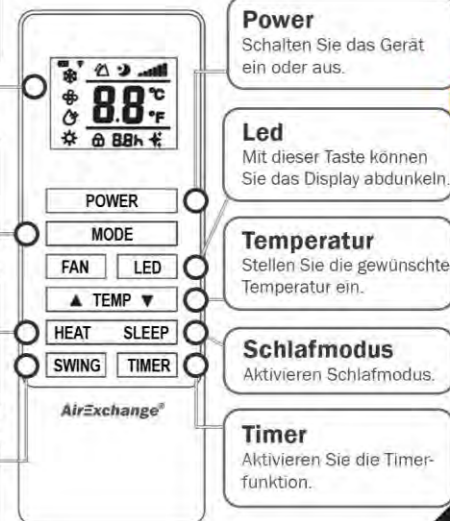 88 °C
°F
88h
POWER
MODE
FAN LED
▲ TEMP ▼
HEAT SLEEP
SWING TIMER
AirExchange®
Power
Schalten Sie das Gerät
ein oder aus.
Led
Mit dieser Taste können
Sie das Display abdunkeln.
Temperatur
Stellen Sie die gewünschte
Temperatur ein.
Schlafmodus
Aktivieren Schlafmodus.
Timer
Aktivieren Sie die Timer-
funktion.